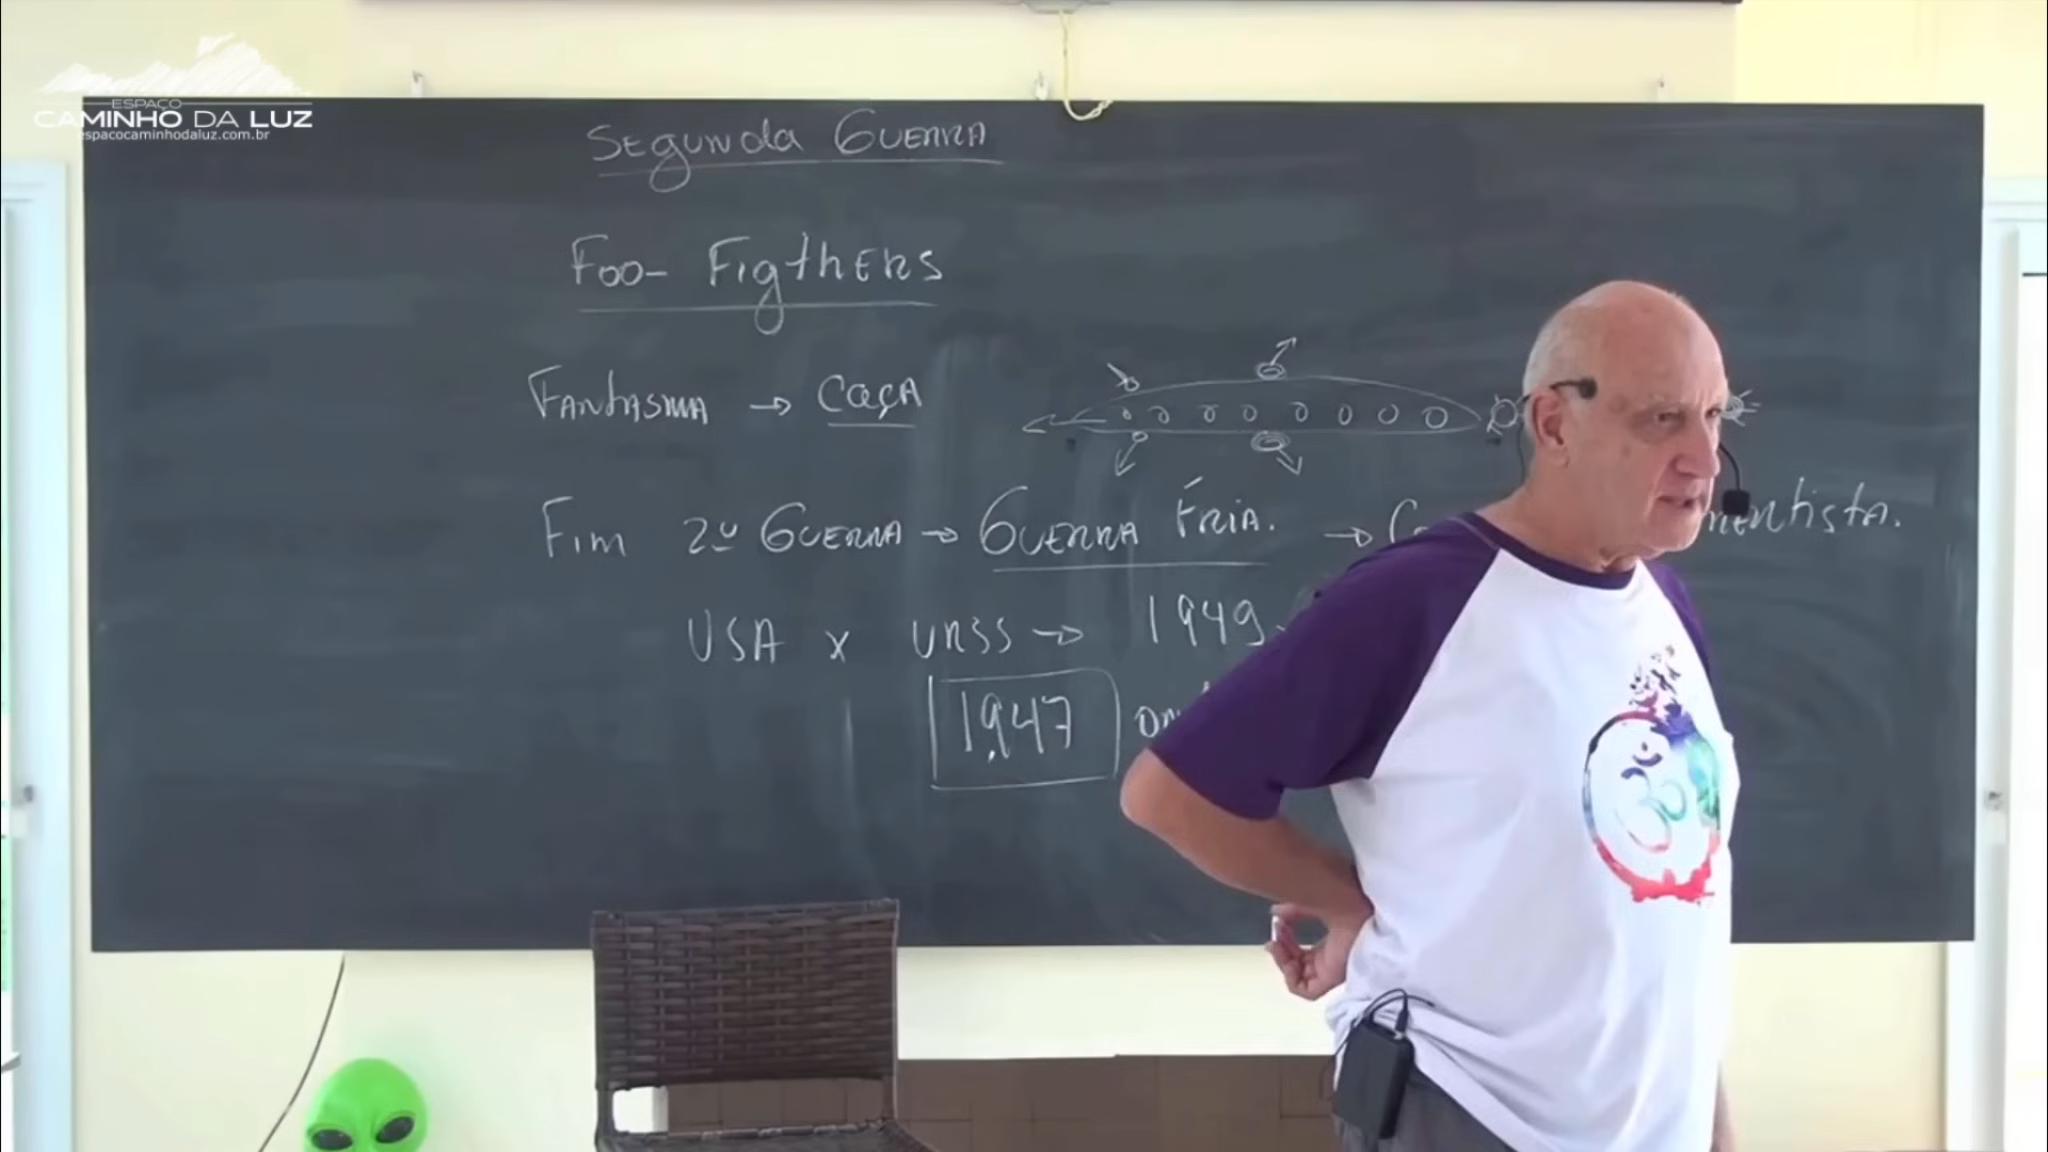 ESPAÇO
CAMINHO DA LUZ
espacocaminhodaluz.com.br
Segunda Guerra
Foo- Figthers
Fantasma → Caça
Fim 2ª Guerra → Guerra Fria. →
USA x URSS → 1949
1947